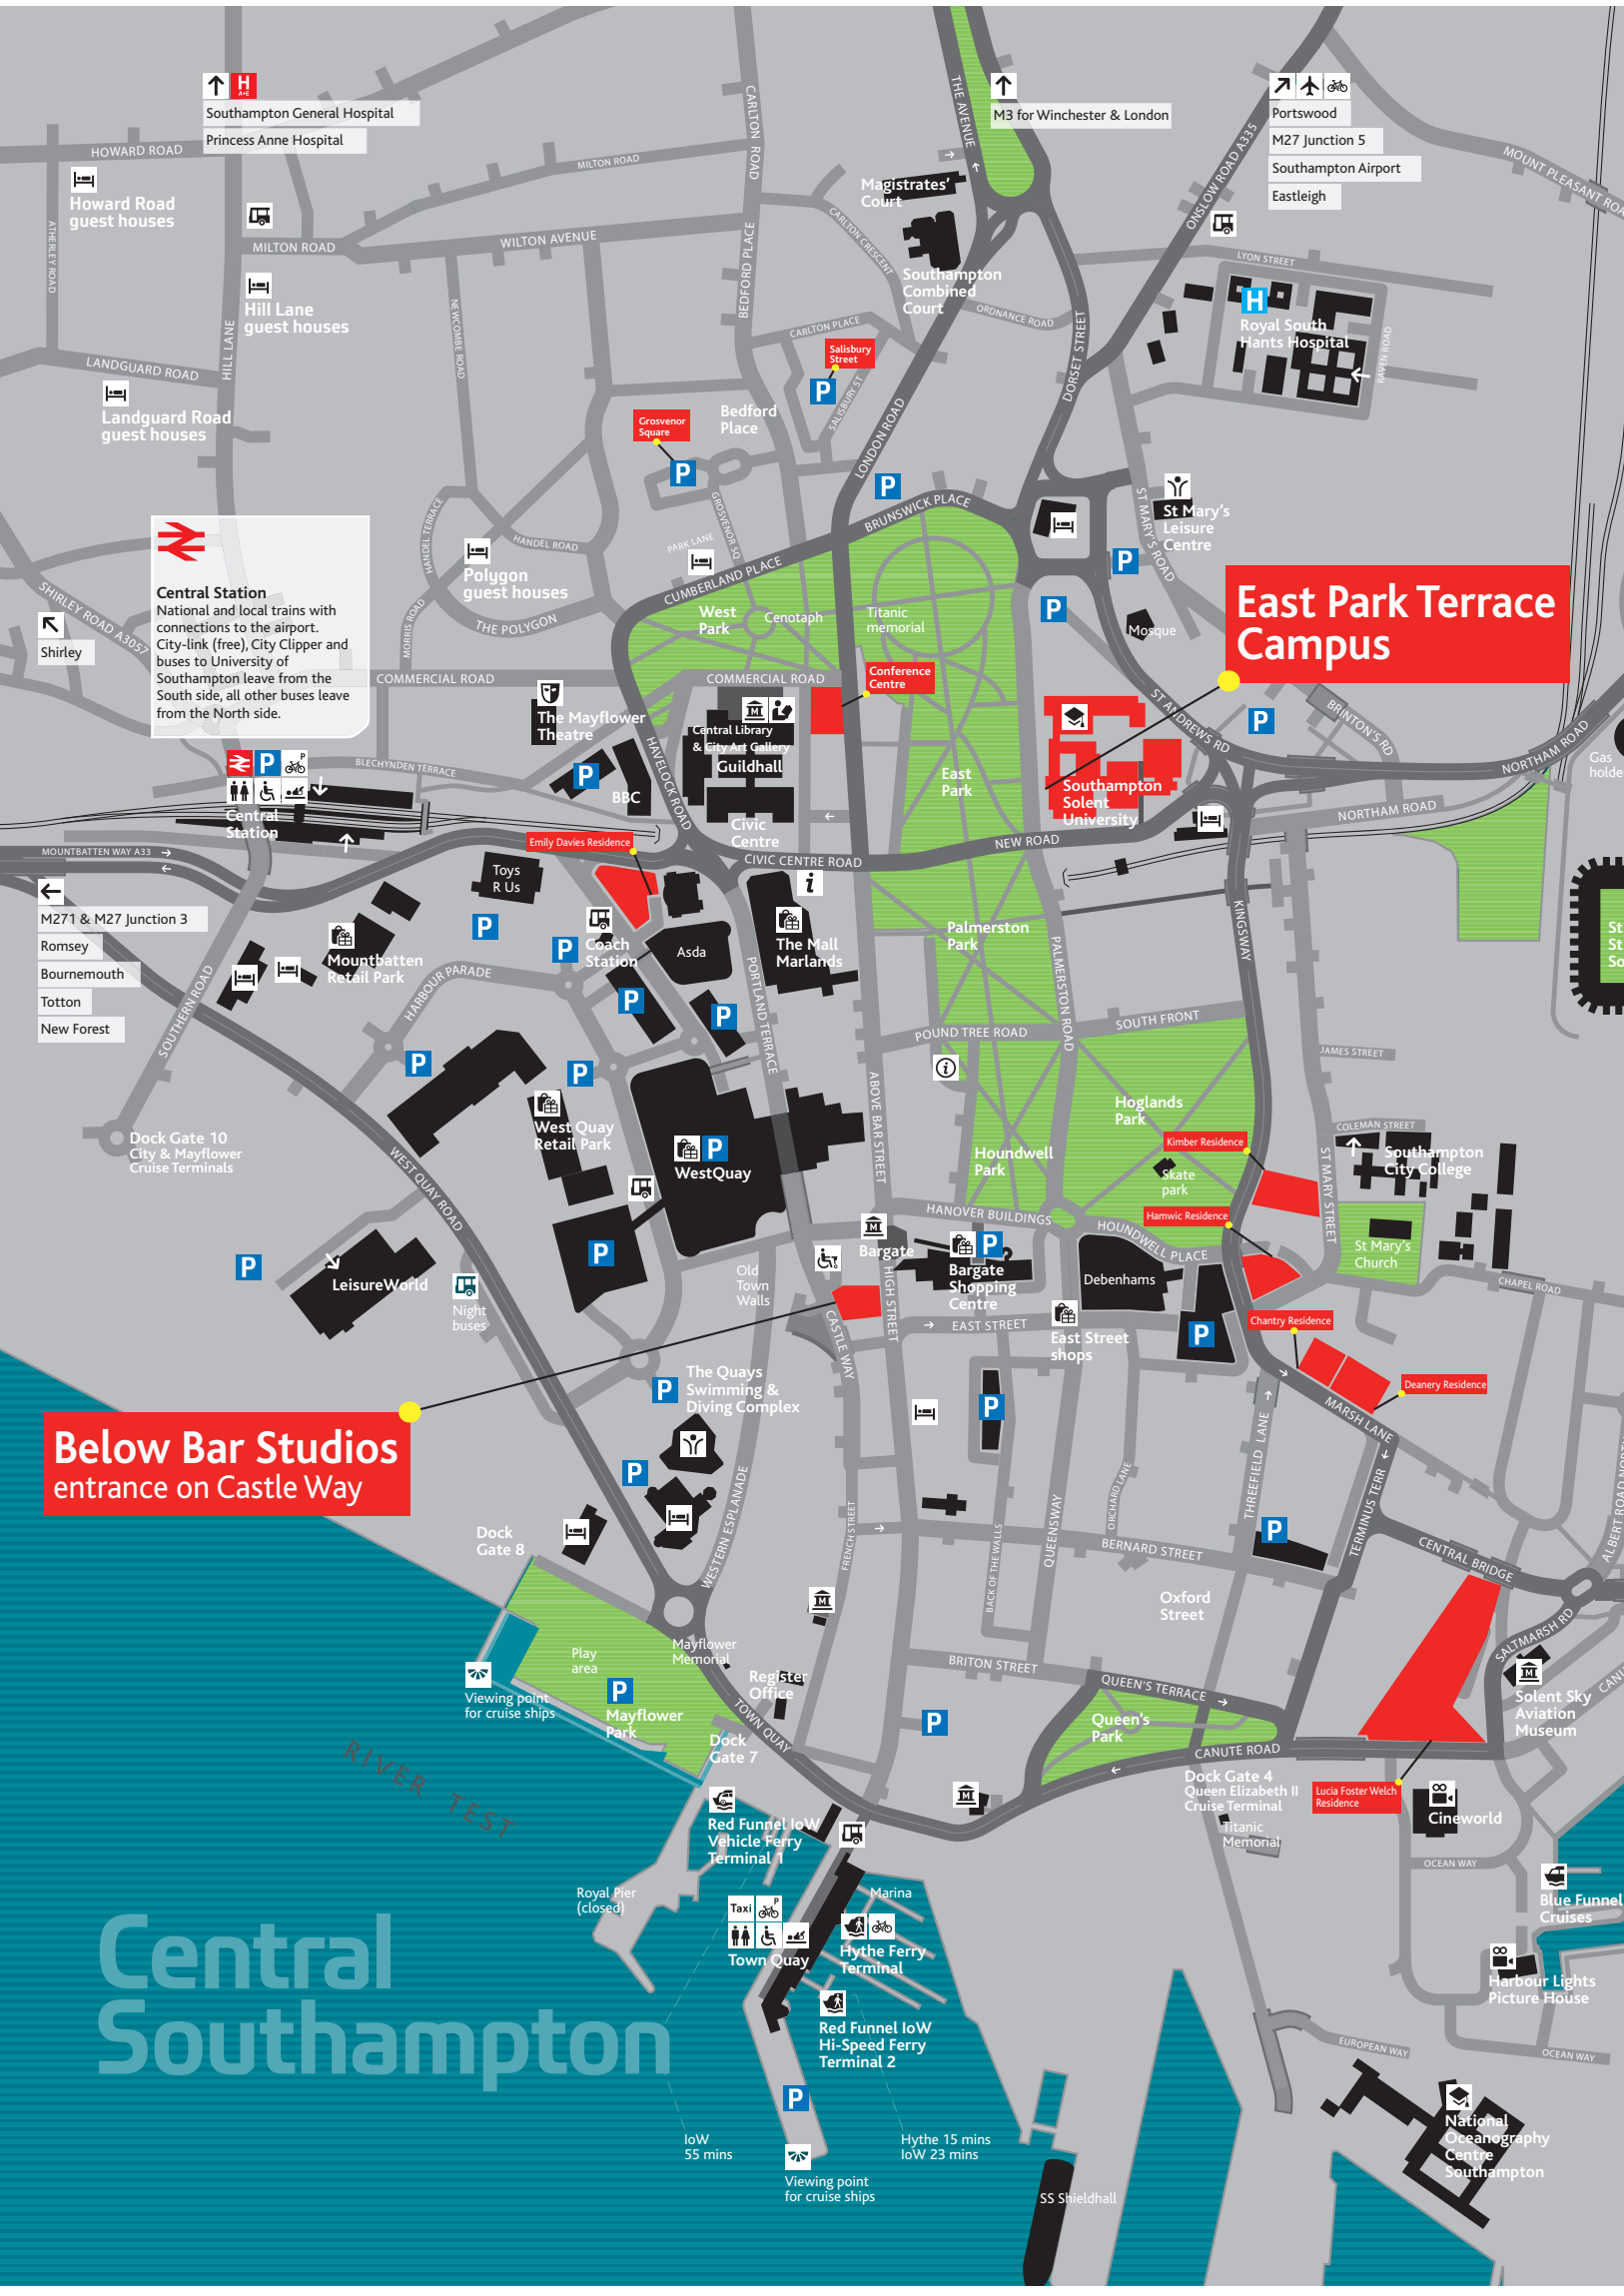 H
A+E
Southampton General Hospital
Princess Anne Hospital
M3 for Winchester & London
Portswood
M27 Junction 5
Southampton Airport
Eastleigh
HOWARD ROAD
Howard Road
guest houses
ATHERLEY ROAD
MILTON ROAD
MILTON ROAD
WILTON AVENUE
CARLTON ROAD
THE AVENUE
ONSLOW ROAD A335
Magistrates'
Court
CARLTON CRESCENT
BEDFORD PLACE
Southampton
Combined
Court
ORDNANCE ROAD
LYON STREET
H
Royal South
Hants Hospital
RAVEN ROAD
Hill Lane
guest houses
HILL LANE
NEWCOMBE ROAD
LANDGUARD ROAD
Landguard Road
guest houses
CARLTON PLACE
Salisbury
Street
P
SALISBURY ST
DORSET STREET
LONDON ROAD
Grosvenor
Square
P
Bedford
Place
GROSVENOR SQ
P
BRUNSWICK PLACE
St Mary's
Leisure
Centre
ST MARY'S ROAD
P
P
Mosque
HANDEL TERRACE
HANDEL ROAD
PARK LANE
CUMBERLAND PLACE
Polygon
guest houses
THE POLYGON
MORRIS ROAD
West
Park
Cenotaph
Titanic
memorial
Central Station
National and local trains with
connections to the airport.
City-link (free), City Clipper and
buses to University of
Southampton leave from the
South side, all other buses leave
from the North side.
SHIRLEY ROAD A3057
Shirley
East Park Terrace
Campus
COMMERCIAL ROAD
COMMERCIAL ROAD
Conference
Centre
ST ANDREWS RD
P
BRINTON'S RD
NORTHAM ROAD
NORTHAM ROAD
The Mayflower
Theatre
M
Central Library
& City Art Gallery
Guildhall
BLECHYNDEN TERRACE
HAVELOCK ROAD
P
BBC
Civic
Centre
East
Park
Southampton
Solent
University
P
P
Central
Station
MOUNTBATTEN WAY A33
Emily Davies Residence
CIVIC CENTRE ROAD
NEW ROAD
KINGSWAY
M271 & M27 Junction 3
Romsey
Bournemouth
Totton
New Forest
Toys
R Us
P
P
Coach
Station
Asda
i
The Mall
Marlands
Palmerston
Park
PALMERSTON ROAD
Mountbatten
Retail Park
HARBOUR PARADE
SOUTHERN ROAD
P
P
PORTLAND TERRACE
POUND TREE ROAD
SOUTH FRONT
JAMES STREET
P
P
i
ABOVE BAR STREET
West Quay
Retail Park
P
WestQuay
Hoglands
Park
Houndwell
Park
Kimber Residence
COLEMAN STREET
Southampton
City College
Dock Gate 10
City & Mayflower
Cruise Terminals
WEST QUAY ROAD
Skate
park
Hamwic Residence
ST MARY STREET
HANOVER BUILDINGS
HOUNDWELL PLACE
St Mary's
Church
CHAPEL ROAD
P
LeisureWorld
Night
buses
P
Old
Town
Walls
M
Bargate
HIGH STREET
P
Bargate
Shopping
Centre
Debenhams
EAST STREET
East Street
shops
P
Chantry Residence
Deanery Residence
CASTLE WAY
MARSH LANE
Below Bar Studios
entrance on Castle Way
P
The Quays
Swimming &
Diving Complex
P
P
THREEFIELD LANE
TERMINUS TERR
ALBERT ROAD NORTH
Dock
Gate 8
WESTERN ESPLANADE
FRENCH STREET
BACK OF THE WALLS
QUEENSWAY
ORCHARD LANE
BERNARD STREET
P
CENTRAL BRIDGE
Oxford
Street
M
SALTMARSH RD
Play
area
Mayflower
Memorial
Register
Office
BRITON STREET
QUEEN'S TERRACE
M
Solent Sky
Aviation
Museum
Viewing point
for cruise ships
P
Mayflower
Park
TOWN QUAY
Dock
Gate 7
P
Queen's
Park
CANUTE ROAD
Dock Gate 4
Queen Elizabeth II
Cruise Terminal
Titanic
Memorial
Lucia Foster Welch
Residence
Cineworld
RIVER TEST
M
Red Funnel IoW
Vehicle Ferry
Terminal 1
OCEAN WAY
Royal Pier
(closed)
Taxi
P
Town Quay
Marina
Hythe Ferry
Terminal
Blue Funnel
Cruises
Harbour Lights
Picture House
Central
Southampton
Red Funnel IoW
Hi-Speed Ferry
Terminal 2
EUROPEAN WAY
OCEAN WAY
P
National
Oceanography
Centre
Southampton
IoW
55 mins
Hythe 15 mins
IoW 23 mins
Viewing point
for cruise ships
SS Shieldhall